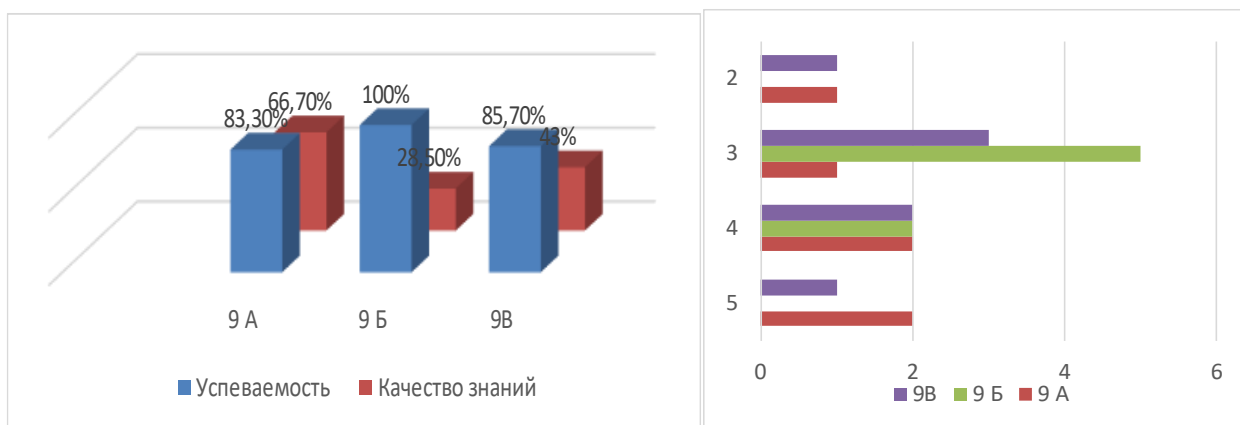 83,30%
66,70%
100%
28,50%
85,70%
43%
9 А
9 Б
9В
Успеваемость
Качество знаний
2
3
4
5
0
2
4
6
9В
9 Б
9 А